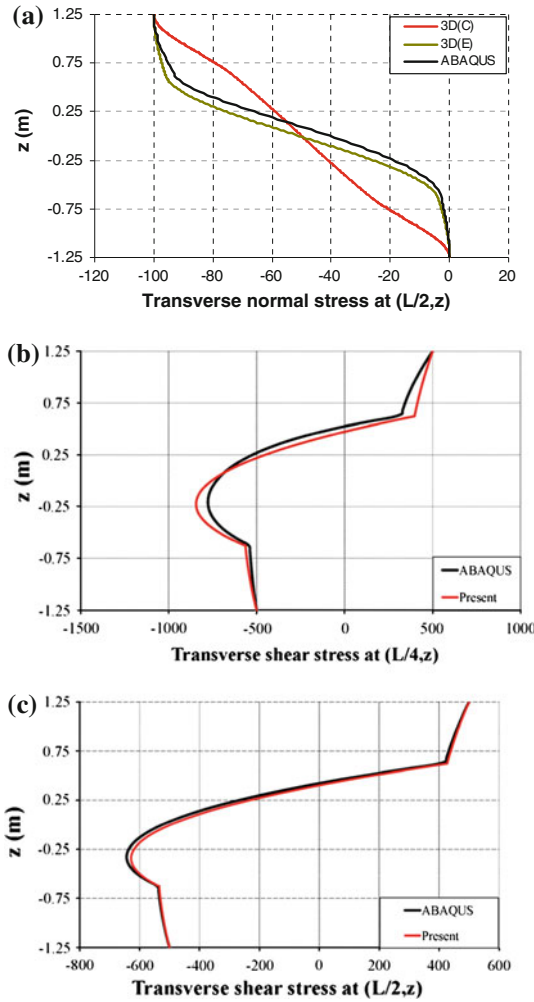 (a)
1.25
0.75
0.25
-0.25
-0.75
-1.25
z (m)
3D(C)
3D(E)
ABAQUS
-120 -100 -80 -60 -40 -20 0 20
Transverse normal stress at (L/2,z)
(b)
1.25
0.75
0.25
-0.25
-0.75
-1.25
z (m)
ABAQUS
Present
-1500 -1000 -500 0 500 1000
Transverse shear stress at (L/4,z)
(c)
1.25
0.75
0.25
-0.25
-0.75
-1.25
z (m)
ABAQUS
Present
-800 -600 -400 -200 0 200 400 600
Transverse shear stress at (L/2,z)